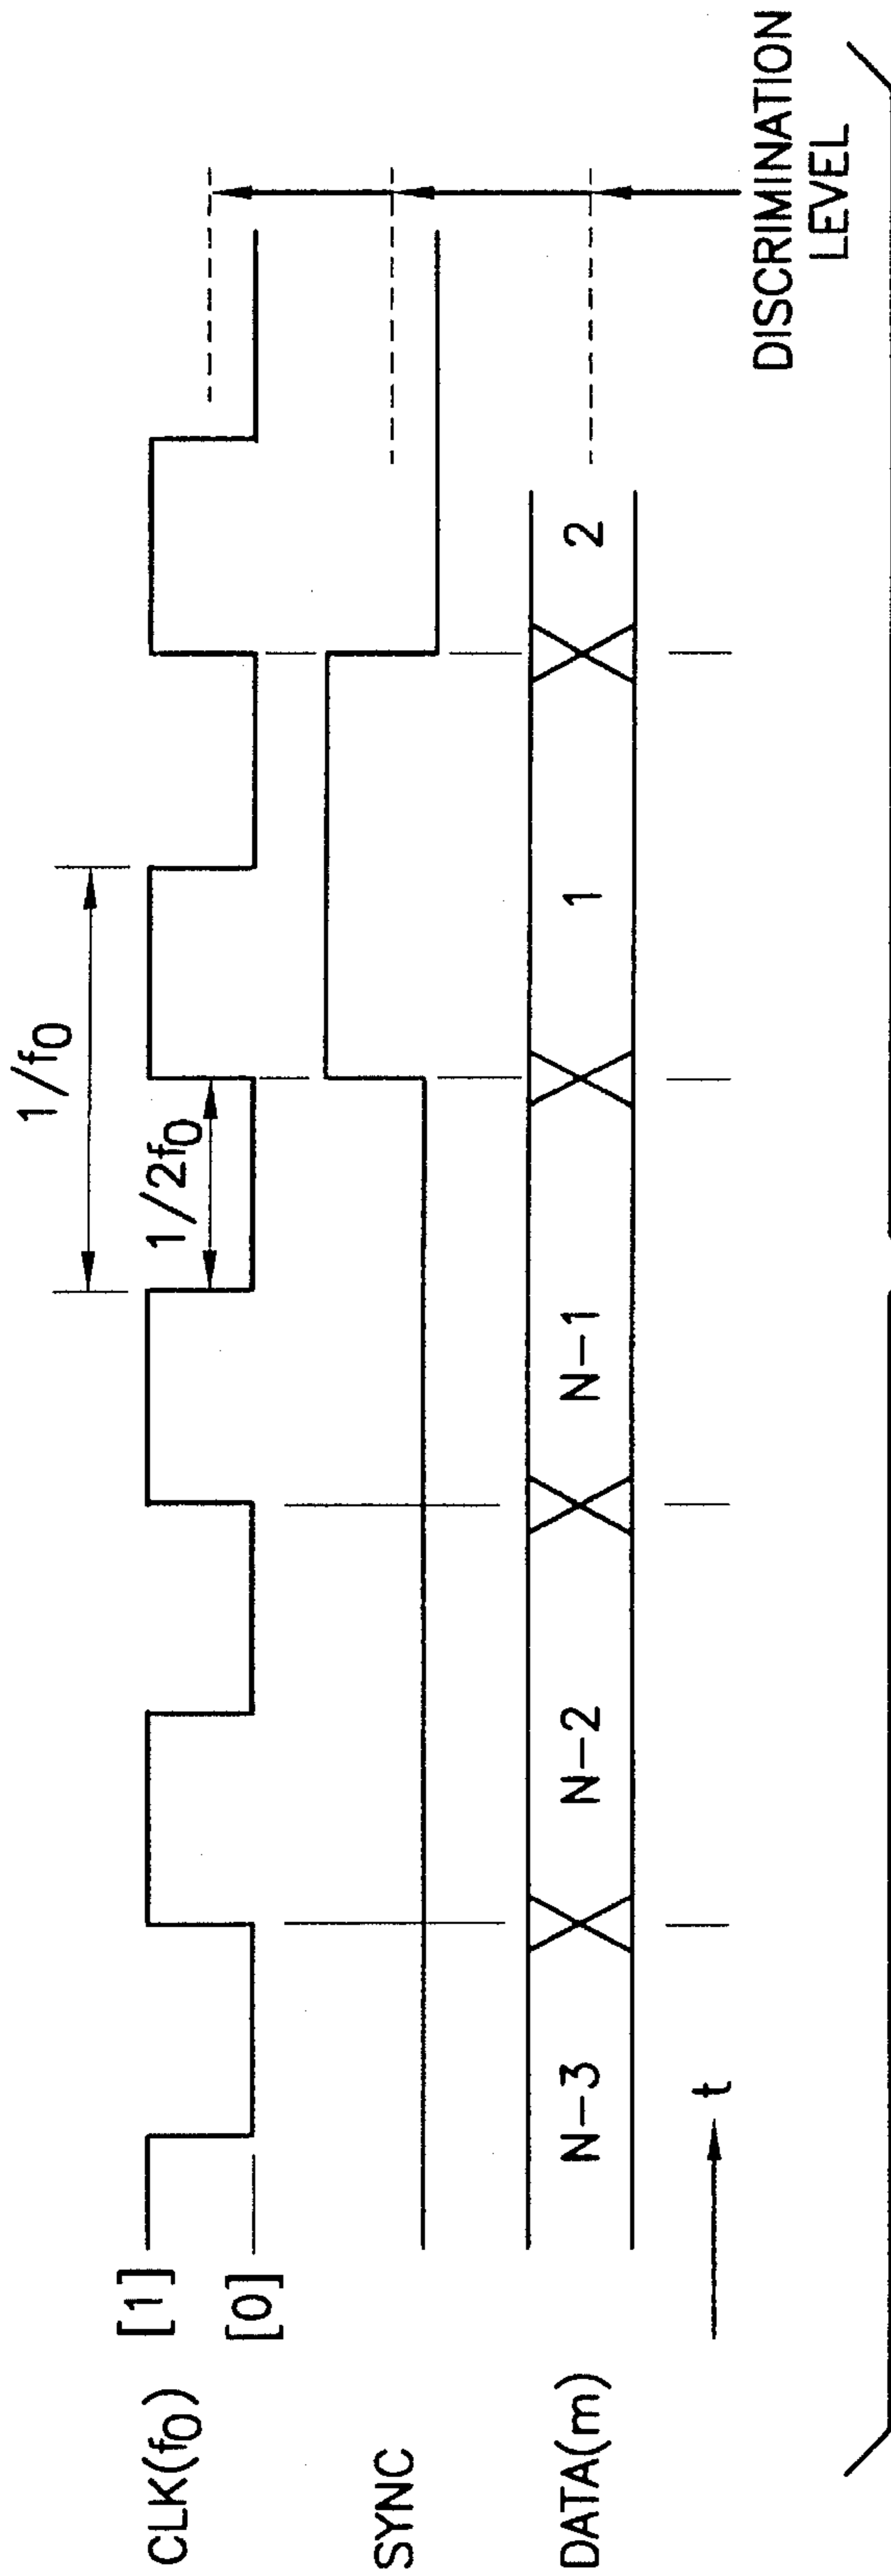 1/f0
1/2f0
CLK(f0)
[1]
[0]
SYNC
DATA(m)
N-3
N-2
N-1
1
2
t
DISCRIMINATION
LEVEL